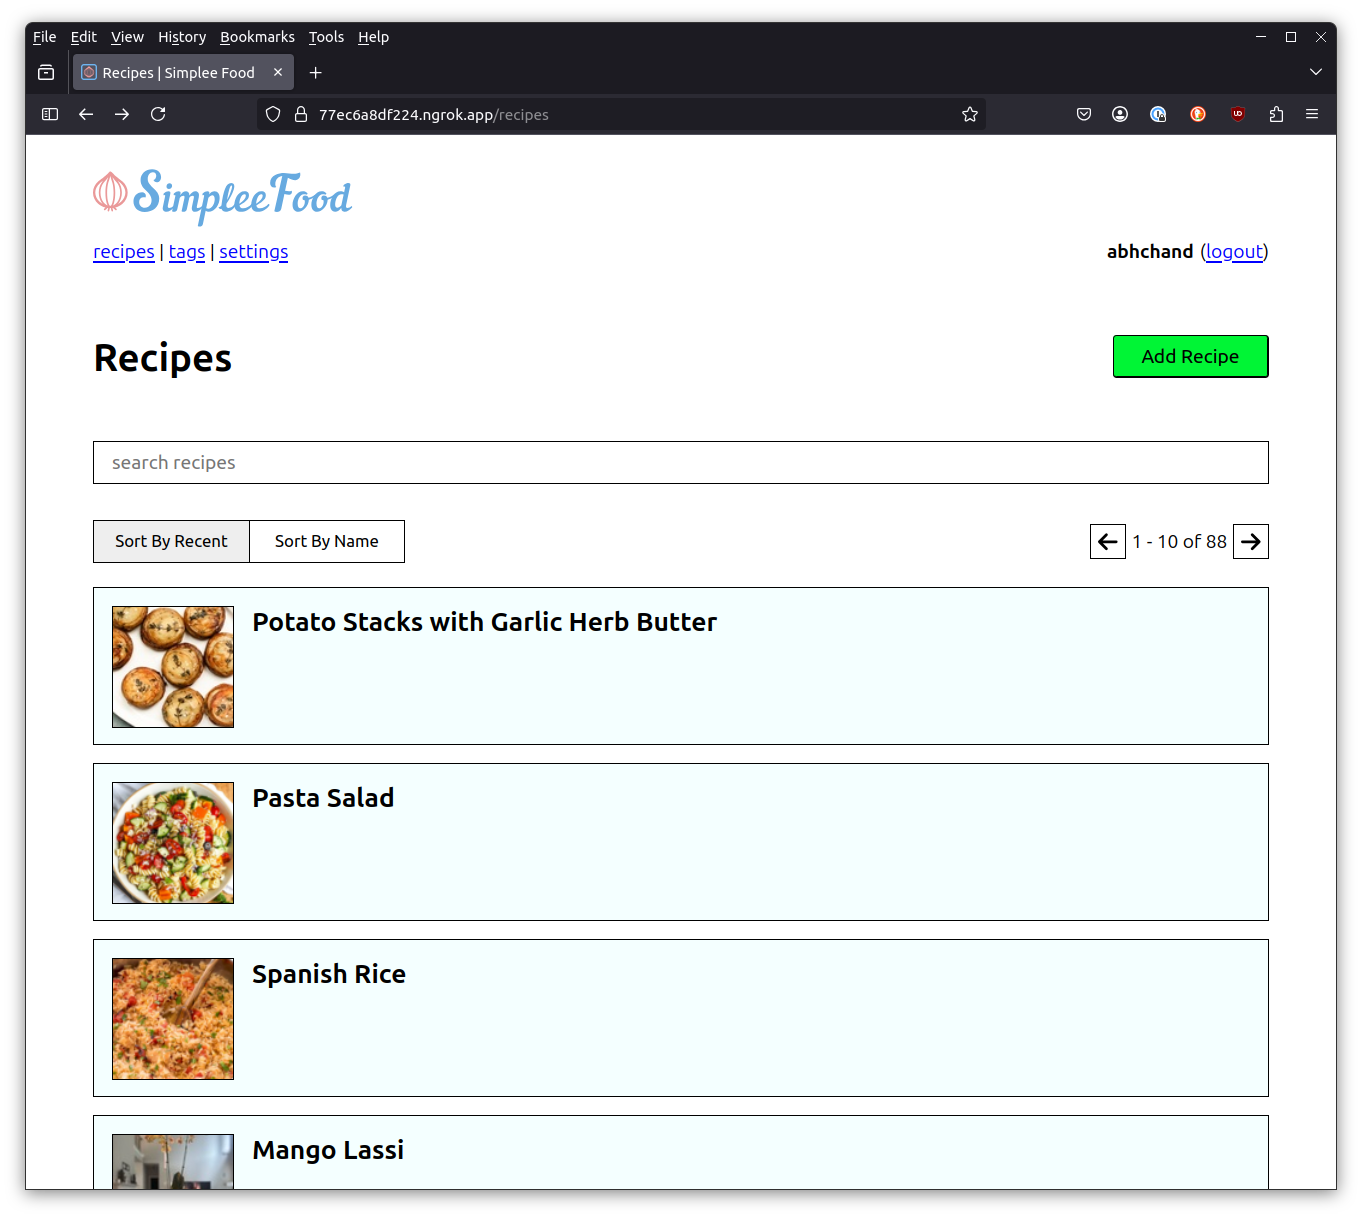 File Edit View History Bookmarks Tools Help
Recipes | Simplee Food
77ec6a8df224.ngrok.app/recipes
SimpleeFood
recipes | tags | settings
abhchand (logout)
Recipes
Add Recipe
search recipes
Sort By Recent Sort By Name
1 - 10 of 88
Potato Stacks with Garlic Herb Butter
Pasta Salad
Spanish Rice
Mango Lassi